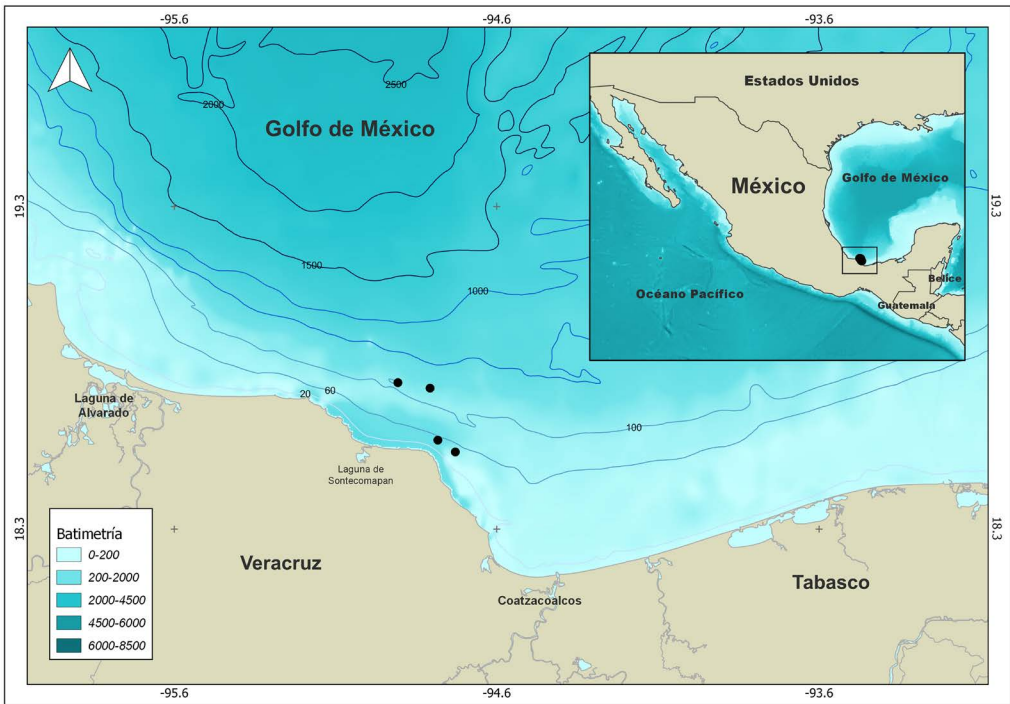 -95.6
-94.6
-93.6
Estados Unidos
2500
2000
Golfo de México
México
Golfo de México
19.3
19.3
1500
1000
Océano Pacífico
Belice
Guatemala
20
60
100
Laguna de
Alvarado
Laguna de
Sontecomapan
18.3
18.3
Batimetría
0-200
200-2000
2000-4500
4500-6000
6000-8500
Veracruz
Coatzacoalcos
Tabasco
-95.6
-94.6
-93.6